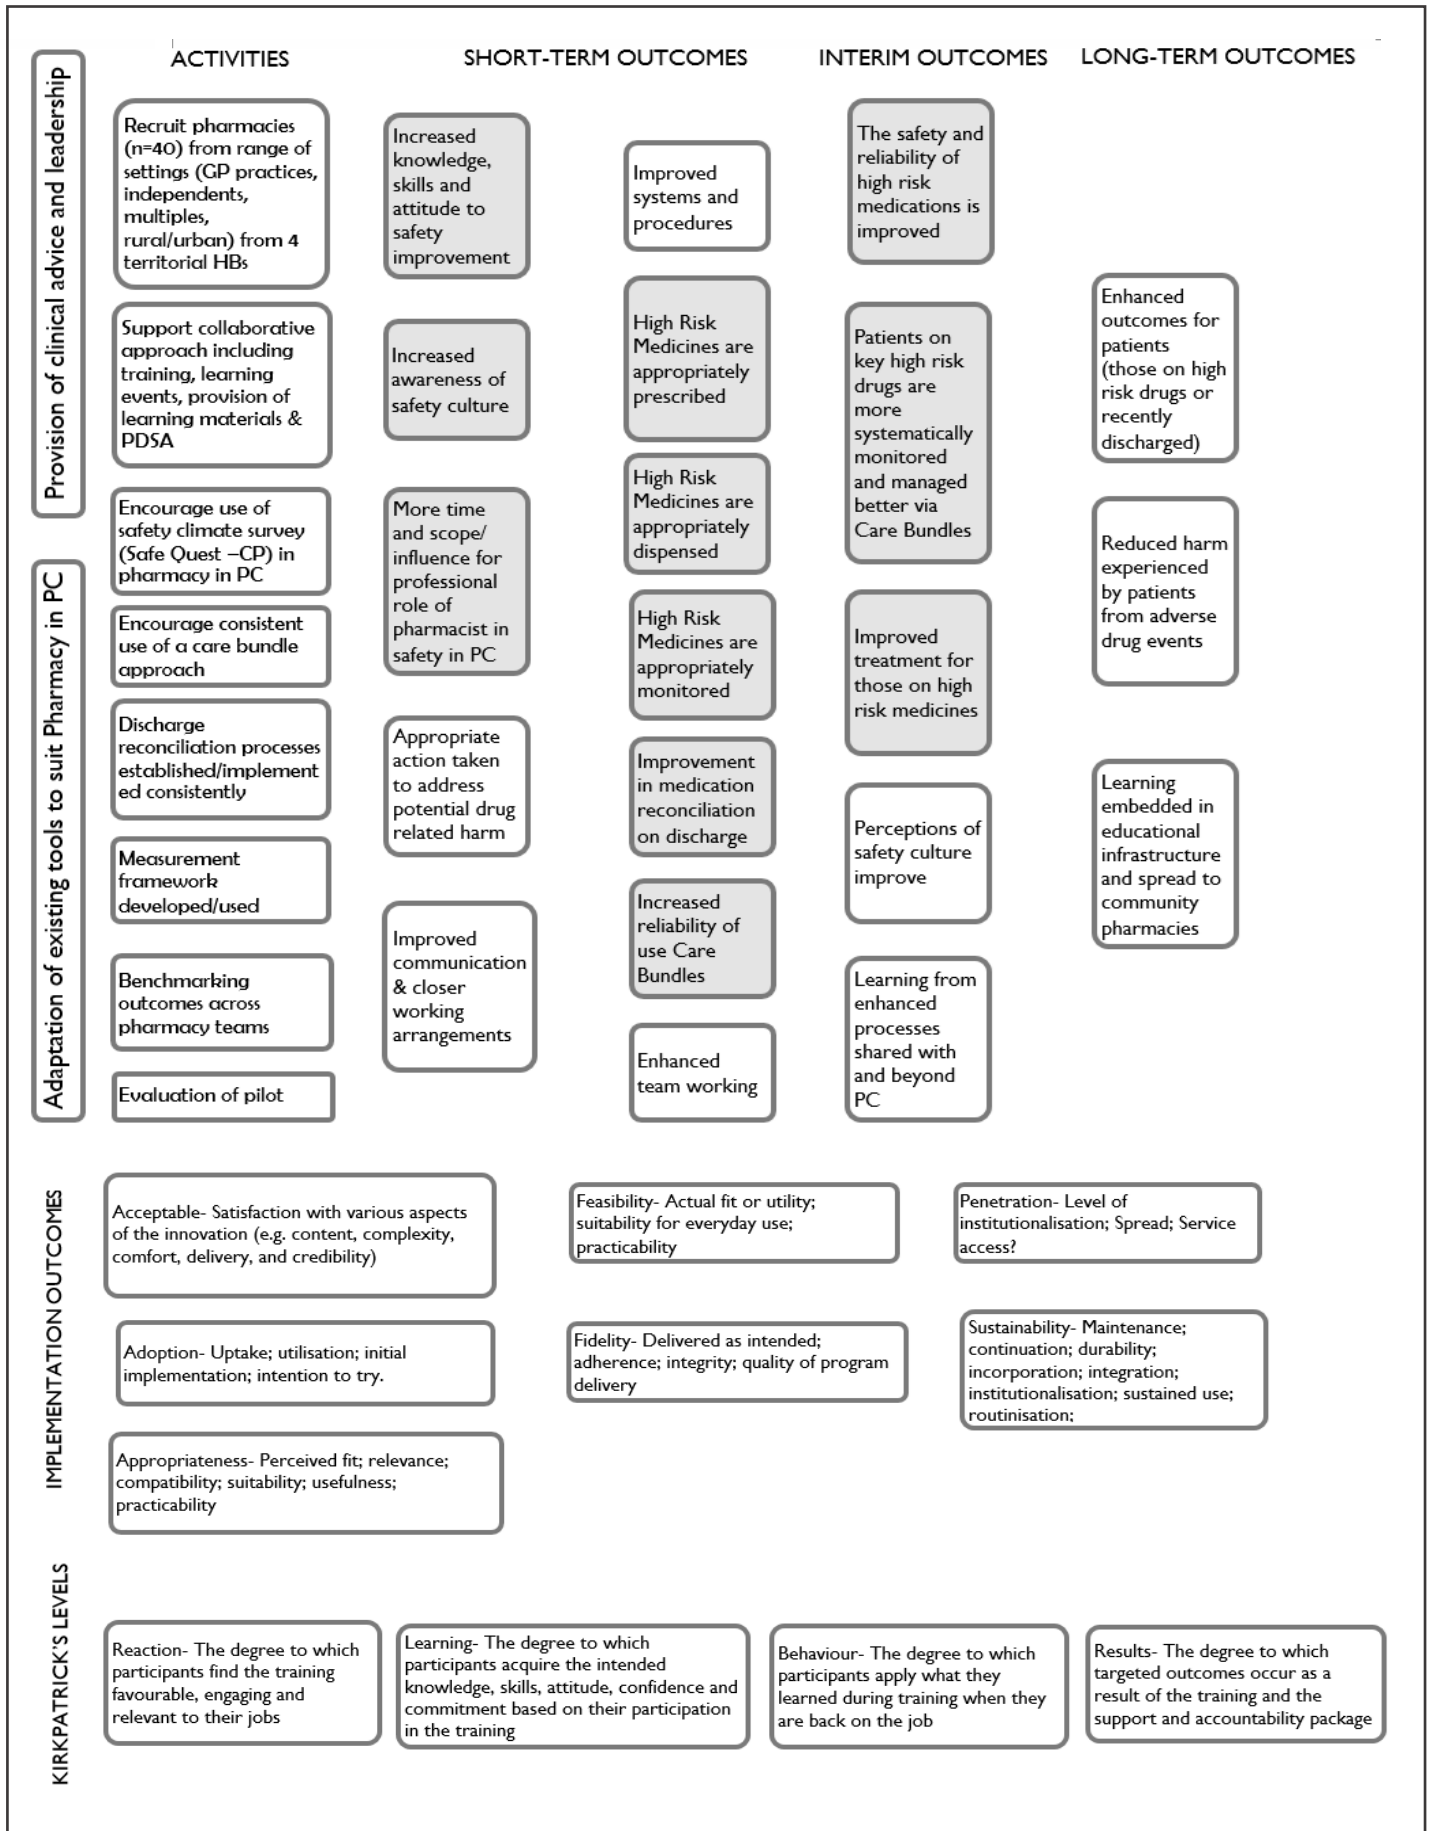 ACTIVITIES
SHORT-TERM OUTCOMES
INTERIM OUTCOMES
LONG-TERM OUTCOMES
Provision of clinical advice and leadership
Adaptation of existing tools to suit Pharmacy in PC
Recruit pharmacies
(n=40) from range of
settings (GP practices,
independents,
multiples,
rural/urban) from 4
territorial HBs
Support collaborative
approach including
training, learning
events, provision of
learning materials &
PDSA
Encourage use of
safety climate survey
(Safe Quest –CP) in
pharmacy in PC
Encourage consistent
use of a care bundle
approach
Discharge
reconciliation processes
established/implement
ed consistently
Measurement
framework
developed/used
Benchmarking
outcomes across
pharmacy teams
Evaluation of pilot
Increased
knowledge,
skills and
attitude to
safety
improvement
Increased
awareness of
safety culture
More time
and scope/
influence for
professional
role of
pharmacist in
safety in PC
Appropriate
action taken
to address
potential drug
related harm
Improved
communication
& closer
working
arrangements
Improved
systems and
procedures
High Risk
Medicines are
appropriately
prescribed
High Risk
Medicines are
appropriately
dispensed
High Risk
Medicines are
appropriately
monitored
Improvement
in medication
reconciliation
on discharge
Increased
reliability of
use Care
Bundles
Enhanced
team working
The safety and
reliability of
high risk
medications is
improved
Patients on
key high risk
drugs are
more
systematically
monitored
and managed
better via
Care Bundles
Improved
treatment for
those on high
risk medicines
Perceptions of
safety culture
improve
Learning from
enhanced
processes
shared with
and beyond
PC
Enhanced
outcomes for
patients
(those on high
risk drugs or
recently
discharged)
Reduced harm
experienced
by patients
from adverse
drug events
Learning
embedded in
educational
infrastructure
and spread to
community
pharmacies
IMPLEMENTATION OUTCOMES
Acceptable- Satisfaction with various aspects
of the innovation (e.g. content, complexity,
comfort, delivery, and credibility)
Adoption- Uptake; utilisation; initial
implementation; intention to try.
Appropriateness- Perceived fit; relevance;
compatibility; suitability; usefulness;
practicability
Feasibility- Actual fit or utility;
suitability for everyday use;
practicability
Fidelity- Delivered as intended;
adherence; integrity; quality of program
delivery
Penetration- Level of
institutionalisation; Spread; Service
access?
Sustainability- Maintenance;
continuation; durability;
incorporation; integration;
institutionalisation; sustained use;
routinisation;
KIRKPATRICK'S LEVELS
Reaction- The degree to which
participants find the training
favourable, engaging and
relevant to their jobs
Learning- The degree to which
participants acquire the intended
knowledge, skills, attitude, confidence and
commitment based on their participation
in the training
Behaviour- The degree to which
participants apply what they
learned during training when they
are back on the job
Results- The degree to which
targeted outcomes occur as a
result of the training and the
support and accountability package